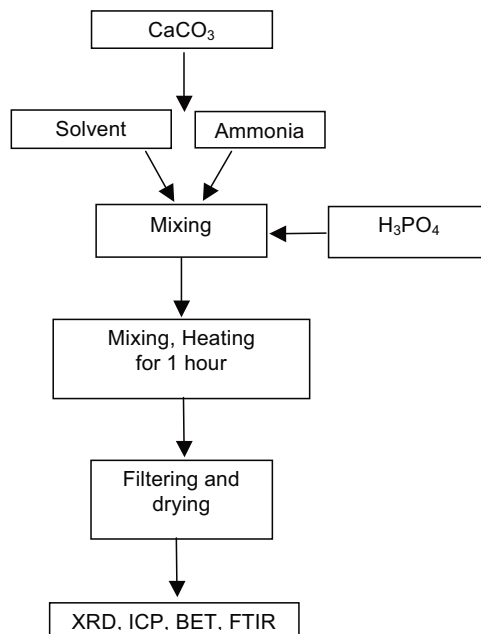 CaCO₃
Solvent
Ammonia
Mixing
H₃PO₄
Mixing, Heating
for 1 hour
Filtering and
drying
XRD, ICP, BET, FTIR